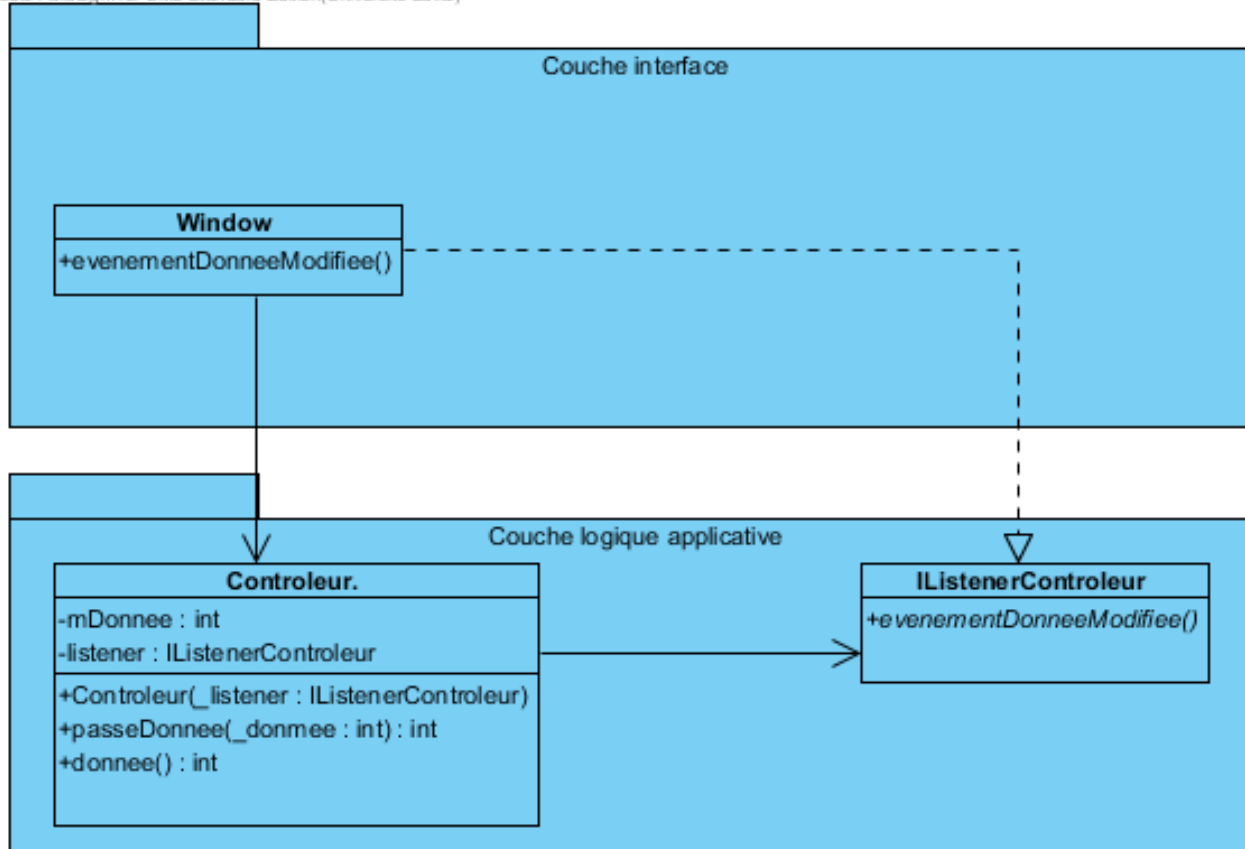 Couche interface
Window
+evenementDonneeModifiee()
Couche logique applicative
Controleur.
-mDonnee : int
-listener : IListenerControleur
+Controleur(_listener : IListenerControleur)
+passeDonnee(_donmee : int) : int
+donnee() : int
IListenerControleur
+evenementDonneeModifiee()